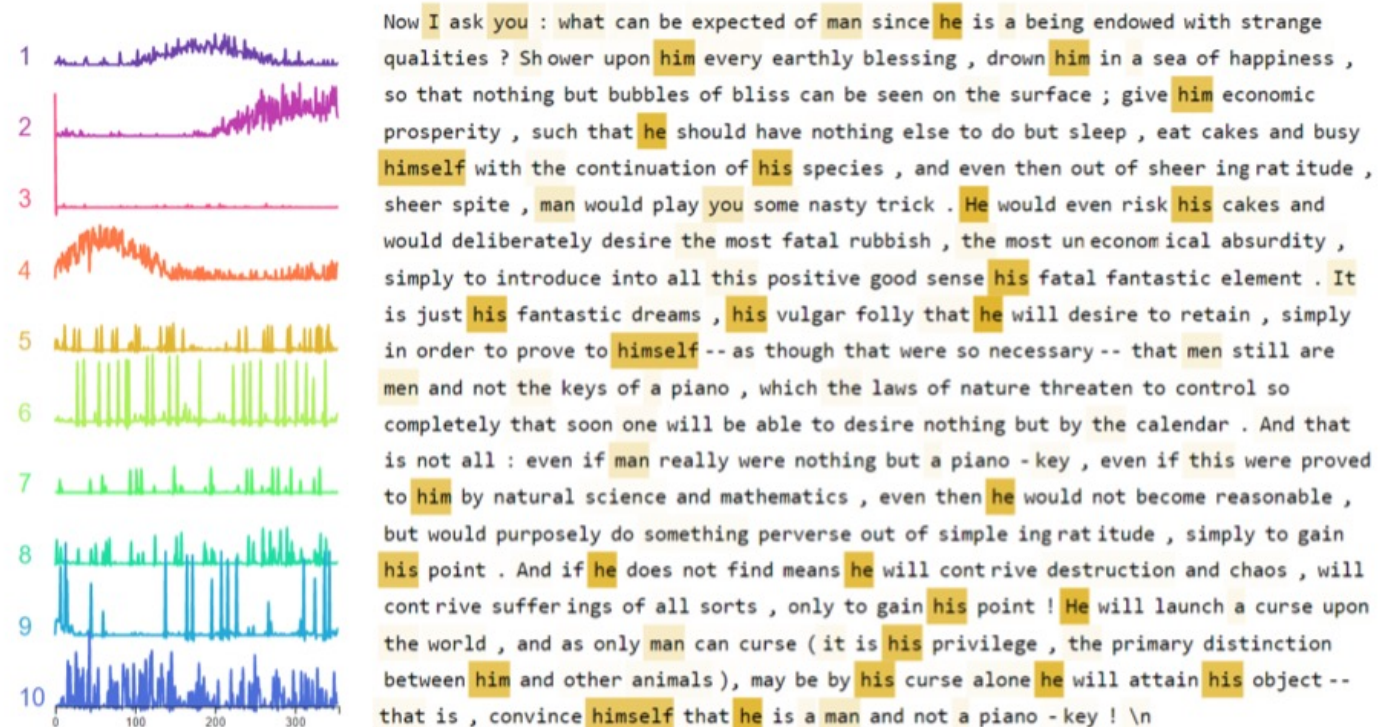 1
2
3
4
5
6
7
8
9
10
0 100 200 300
Now I ask you : what can be expected of man since he is a being endowed with strange
qualities ? Sh ower upon him every earthly blessing , drown him in a sea of happiness ,
so that nothing but bubbles of bliss can be seen on the surface ; give him economic
prosperity , such that he should have nothing else to do but sleep , eat cakes and busy
himself with the continuation of his species , and even then out of sheer ing rat itude ,
sheer spite , man would play you some nasty trick . He would even risk his cakes and
would deliberately desire the most fatal rubbish , the most un econom ical absurdity ,
simply to introduce into all this positive good sense his fatal fantastic element . It
is just his fantastic dreams , his vulgar folly that he will desire to retain , simply
in order to prove to himself -- as though that were so necessary -- that men still are
men and not the keys of a piano , which the laws of nature threaten to control so
completely that soon one will be able to desire nothing but by the calendar . And that
is not all : even if man really were nothing but a piano - key , even if this were proved
to him by natural science and mathematics , even then he would not become reasonable ,
but would purposely do something perverse out of simple ing rat itude , simply to gain
his point . And if he does not find means he will cont rive destruction and chaos , will
cont rive suffer ings of all sorts , only to gain his point ! He will launch a curse upon
the world , and as only man can curse ( it is his privilege , the primary distinction
between him and other animals ), may be by his curse alone he will attain his object --
that is , convince himself that he is a man and not a piano - key ! \n